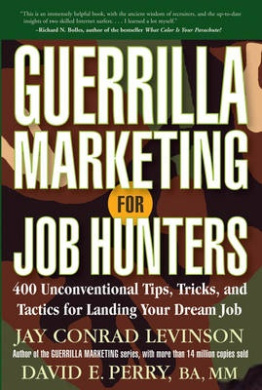 "This is an immensely helpful book, with the ancient wisdom of recruiters, and the up-to-date
insights of two skilled Internet authors. . . . I learned a lot myself."
—Richard N. Bolles, author of the bestseller What Color Is Your Parachute?
GUERRILLA
MARKETING
FOR
JOB HUNTERS
400 Unconventional Tips, Tricks, and
Tactics for Landing Your Dream Job
JAY CONRAD LEVINSON
Author of the GUERRILLA MARKETING series, with more than 14 million copies sold
DAVID E. PERRY, BA, MM